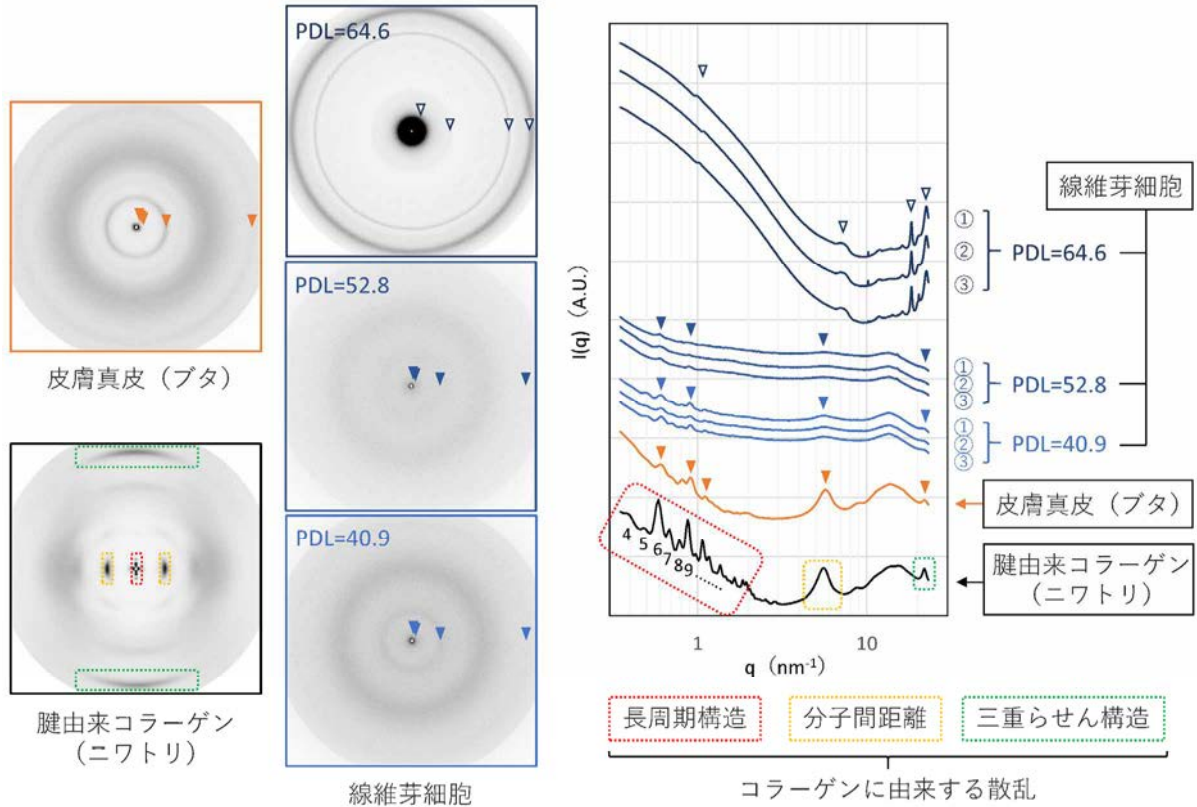 PDL=64.6
皮膚真皮（ブタ）
PDL=52.8
腱由来コラーゲン
（ニワトリ）
PDL=40.9
線維芽細胞
I(q) (A.U.)
①
②
③
PDL=64.6
線維芽細胞
①
②
③
PDL=52.8
①
②
③
PDL=40.9
皮膚真皮（ブタ）
腱由来コラーゲン
（ニワトリ）
4 5 6 7 8 9 ……
1
10
q（nm⁻¹）
長周期構造
分子間距離
三重らせん構造
コラーゲンに由来する散乱